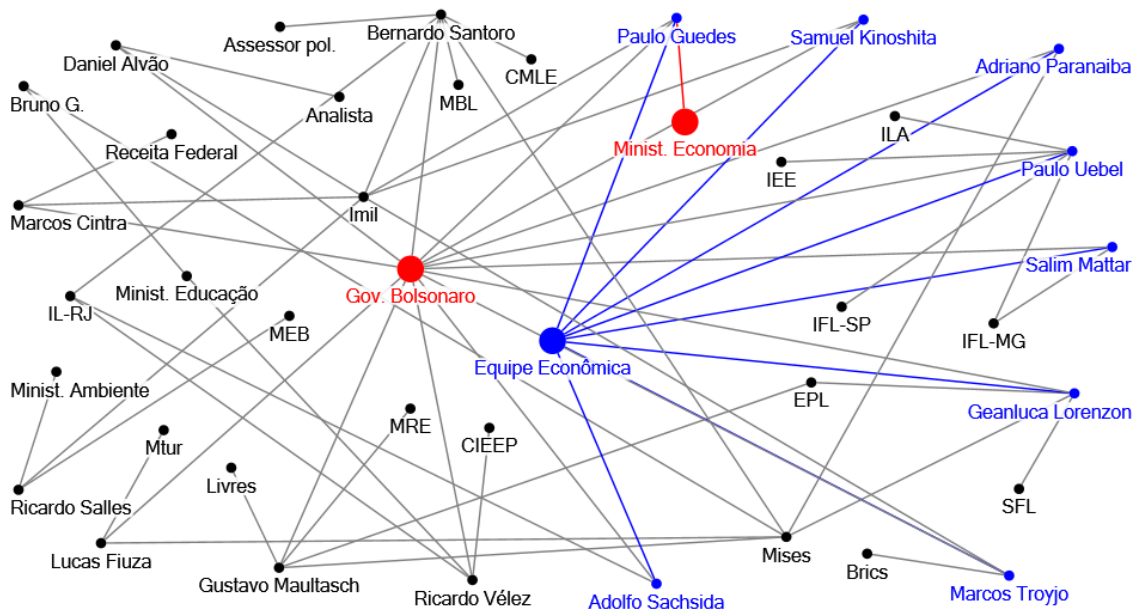 Assessor pol.
Bernardo Santoro
Paulo Guedes
Samuel Kinoshita
Daniel Alvão
CMLE
Adriano Paranaiba
Bruno G.
MBL
Analista
ILA
Receita Federal
Minist. Economia
IEE
Paulo Uebel
Marcos Cintra
Imil
Salim Mattar
Minist. Educação
Gov. Bolsonaro
IL-RJ
MEB
IFL-SP
IFL-MG
Equipe Econômica
Minist. Ambiente
EPL
Geanluca Lorenzon
MRE
Mtur
CIEEP
Livres
Ricardo Salles
SFL
Lucas Fiuza
Mises
Gustavo Maultasch
Ricardo Vélez
Adolfo Sachsida
Brics
Marcos Troyjo